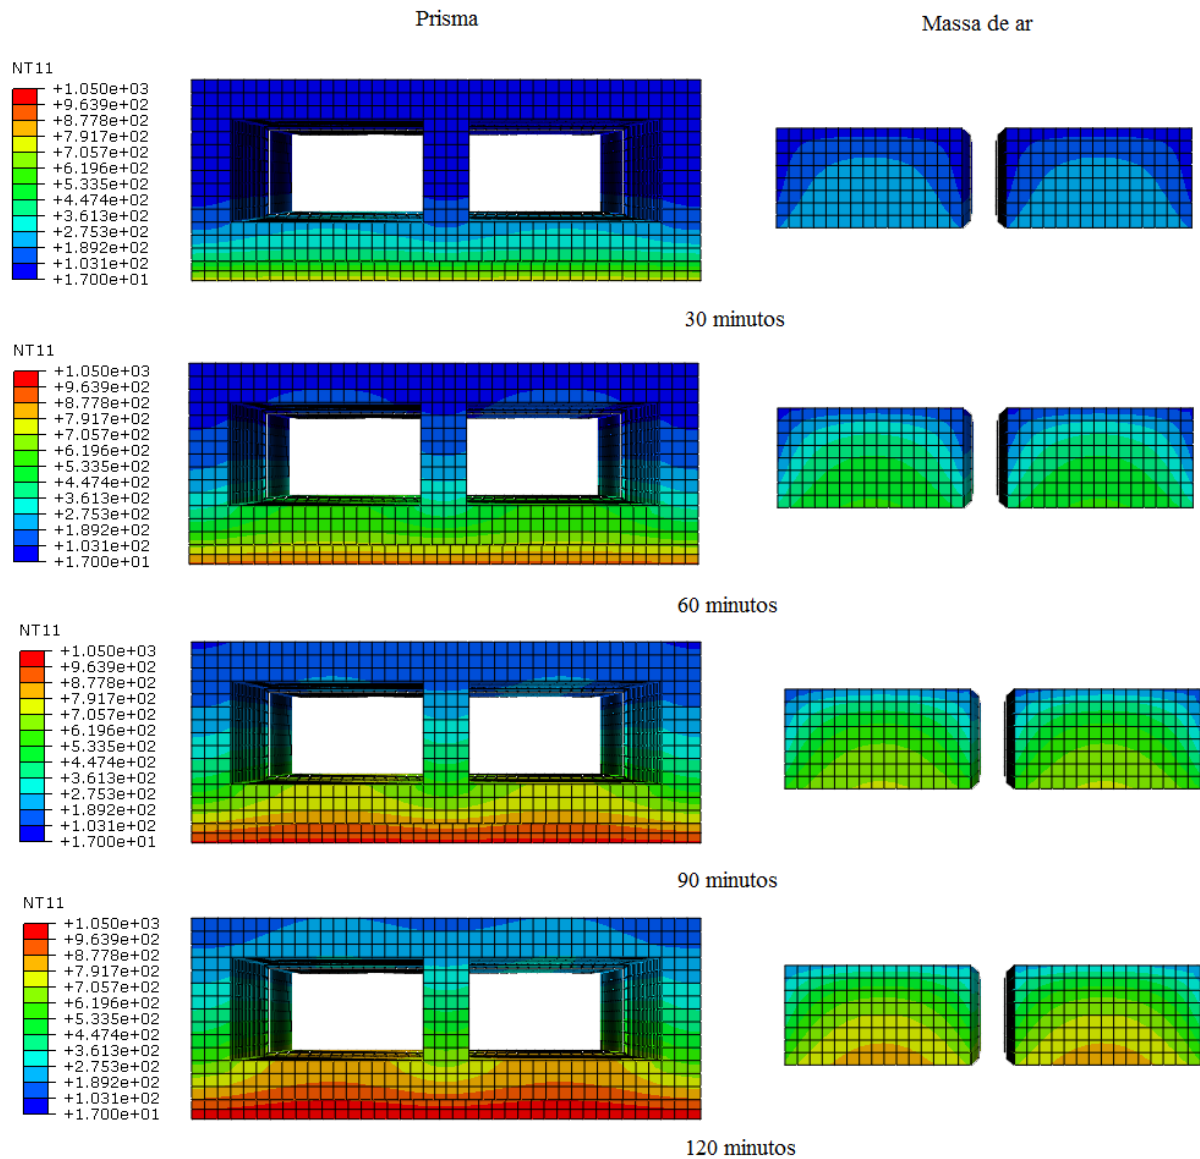 Prisma
Massa de ar
NT11
+1.050e+03
+9.639e+02
+8.778e+02
+7.917e+02
+7.057e+02
+6.196e+02
+5.335e+02
+4.474e+02
+3.613e+02
+2.753e+02
+1.892e+02
+1.031e+02
+1.700e+01
30 minutos
NT11
+1.050e+03
+9.639e+02
+8.778e+02
+7.917e+02
+7.057e+02
+6.196e+02
+5.335e+02
+4.474e+02
+3.613e+02
+2.753e+02
+1.892e+02
+1.031e+02
+1.700e+01
60 minutos
NT11
+1.050e+03
+9.639e+02
+8.778e+02
+7.917e+02
+7.057e+02
+6.196e+02
+5.335e+02
+4.474e+02
+3.613e+02
+2.753e+02
+1.892e+02
+1.031e+02
+1.700e+01
90 minutos
NT11
+1.050e+03
+9.639e+02
+8.778e+02
+7.917e+02
+7.057e+02
+6.196e+02
+5.335e+02
+4.474e+02
+3.613e+02
+2.753e+02
+1.892e+02
+1.031e+02
+1.700e+01
120 minutos